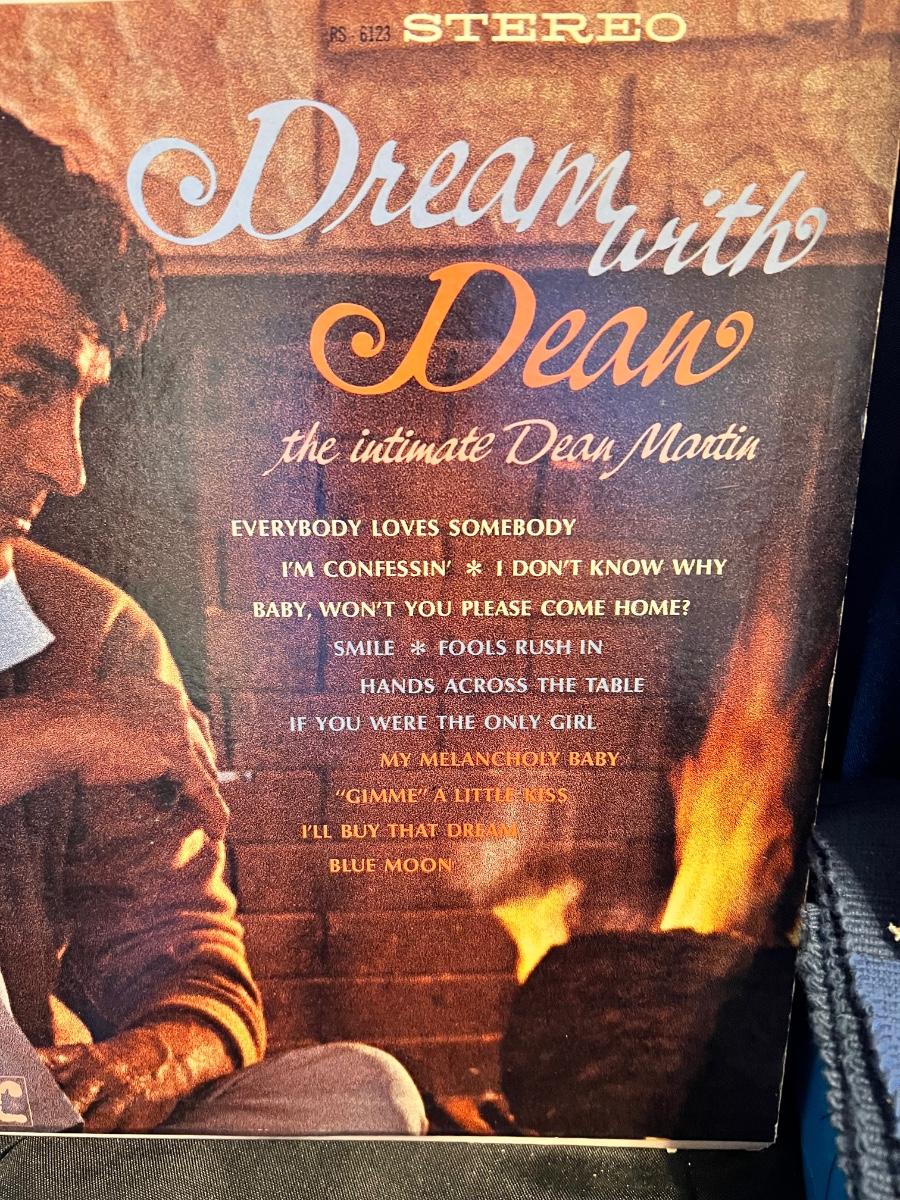 RS-6123 STEREO
Dream with
Dean
the intimate Dean Martin
EVERYBODY LOVES SOMEBODY
I'M CONFESSIN' * I DON'T KNOW WHY
BABY, WON'T YOU PLEASE COME HOME?
SMILE * FOOLS RUSH IN
HANDS ACROSS THE TABLE
IF YOU WERE THE ONLY GIRL
MY MELANCHOLY BABY
"GIMME" A LITTLE KISS
I'LL BUY THAT DREAM
BLUE MOON
C